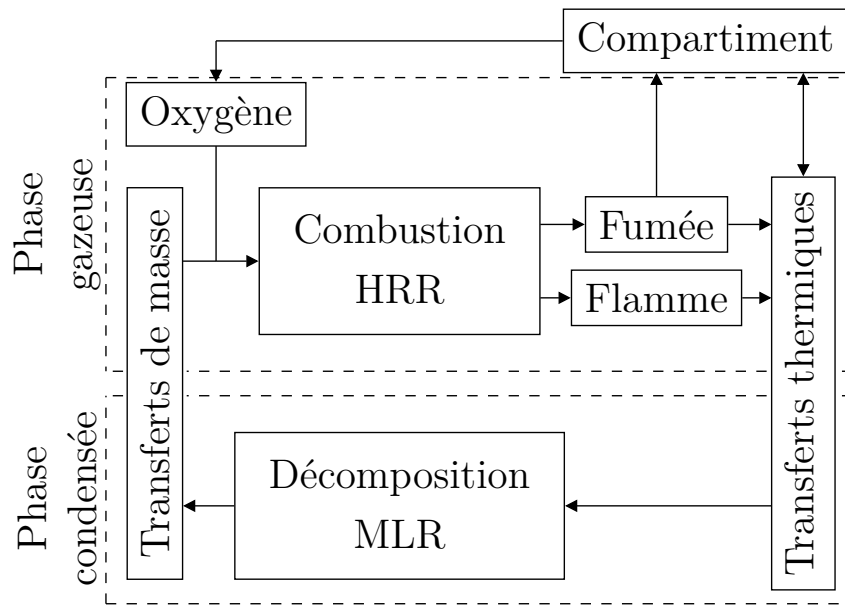 Compartiment
Oxygène
Phase
gazeuse
Transferts de masse
Combustion
HRR
Fumée
Flamme
Transferts thermiques
Phase
condensée
Décomposition
MLR